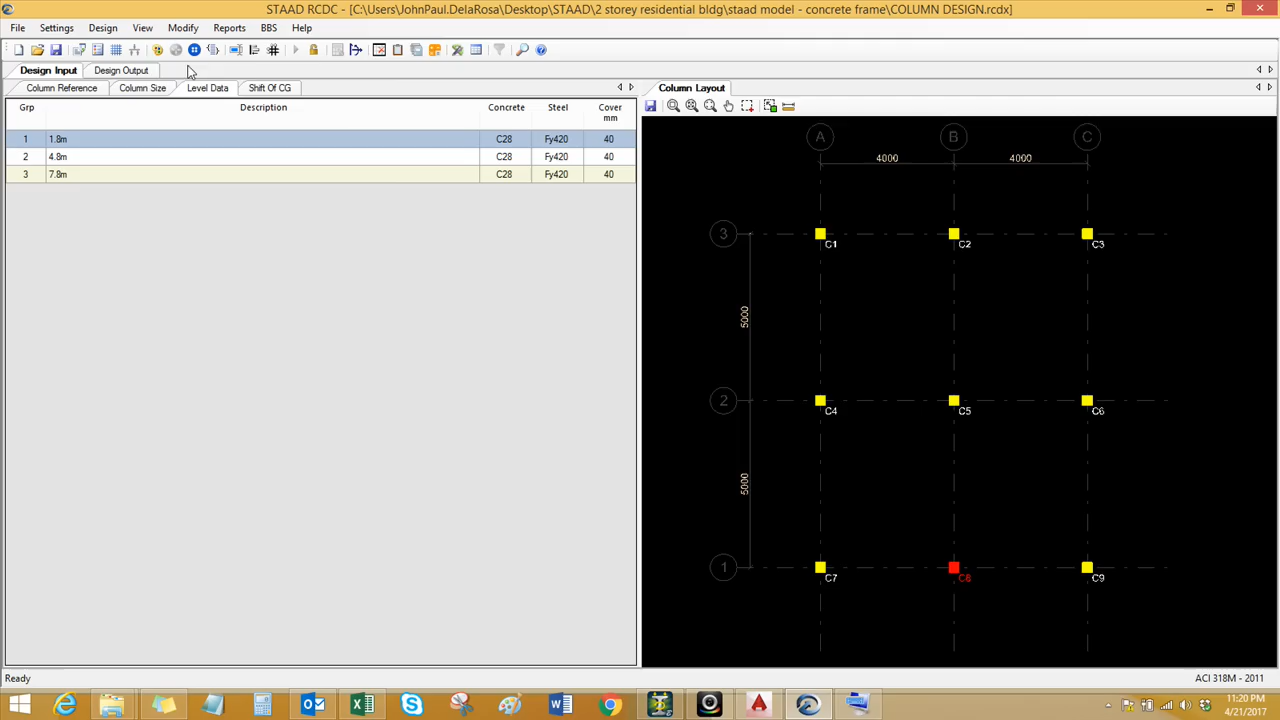 STAAD RCDC - [C:\Users\JohnPaul.DelaRosa\Desktop\STAAD\2 storey residential bldg\staad model - concrete frame\COLUMN DESIGN.rcdx]
File Settings Design View Modify Reports BBS Help
Design Input Design Output
Column Reference Column Size Level Data Shift Of CG
Grp Description Concrete Steel Cover mm
1 1.8m C28 Fy420 40
2 4.8m C28 Fy420 40
3 7.8m C28 Fy420 40
Column Layout
A B C
4000 4000
3
C1 C2 C3
5000
2
C4 C5 C6
5000
1
C7 C8 C9
Ready ACI 318M - 2011
11:20 PM
4/21/2017